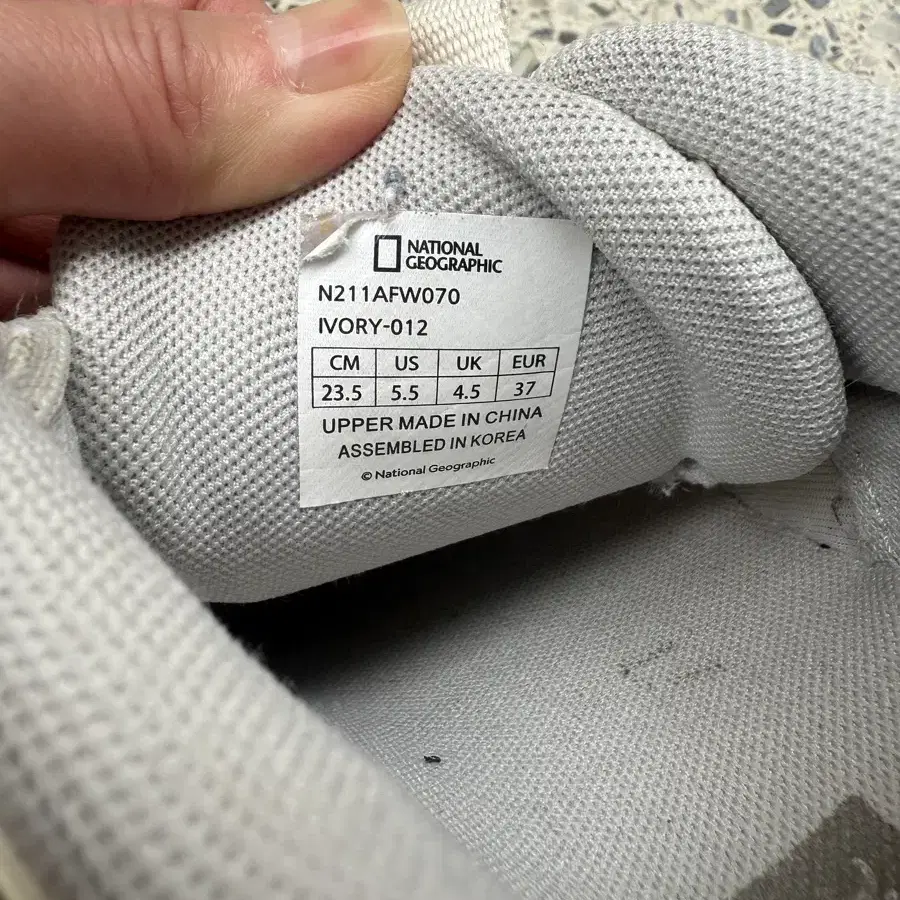 NATIONAL
GEOGRAPHIC
N211AFW070
IVORY-012
CM US UK EUR
23.5 5.5 4.5 37
UPPER MADE IN CHINA
ASSEMBLED IN KOREA
© National Geographic